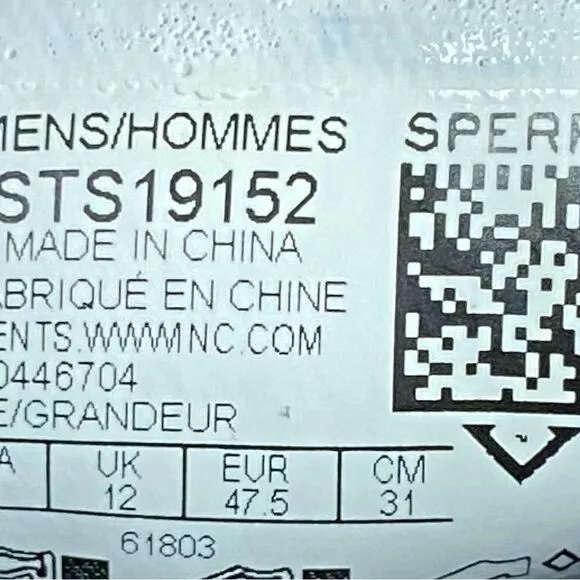 MENS/HOMMES SPERR
STS19152
MADE IN CHINA
ABRIQUÉ EN CHINE
ENTS.WWWINC.COM
0446704
E/GRANDEUR
A UK EUR CM
12 47.5 31
61803